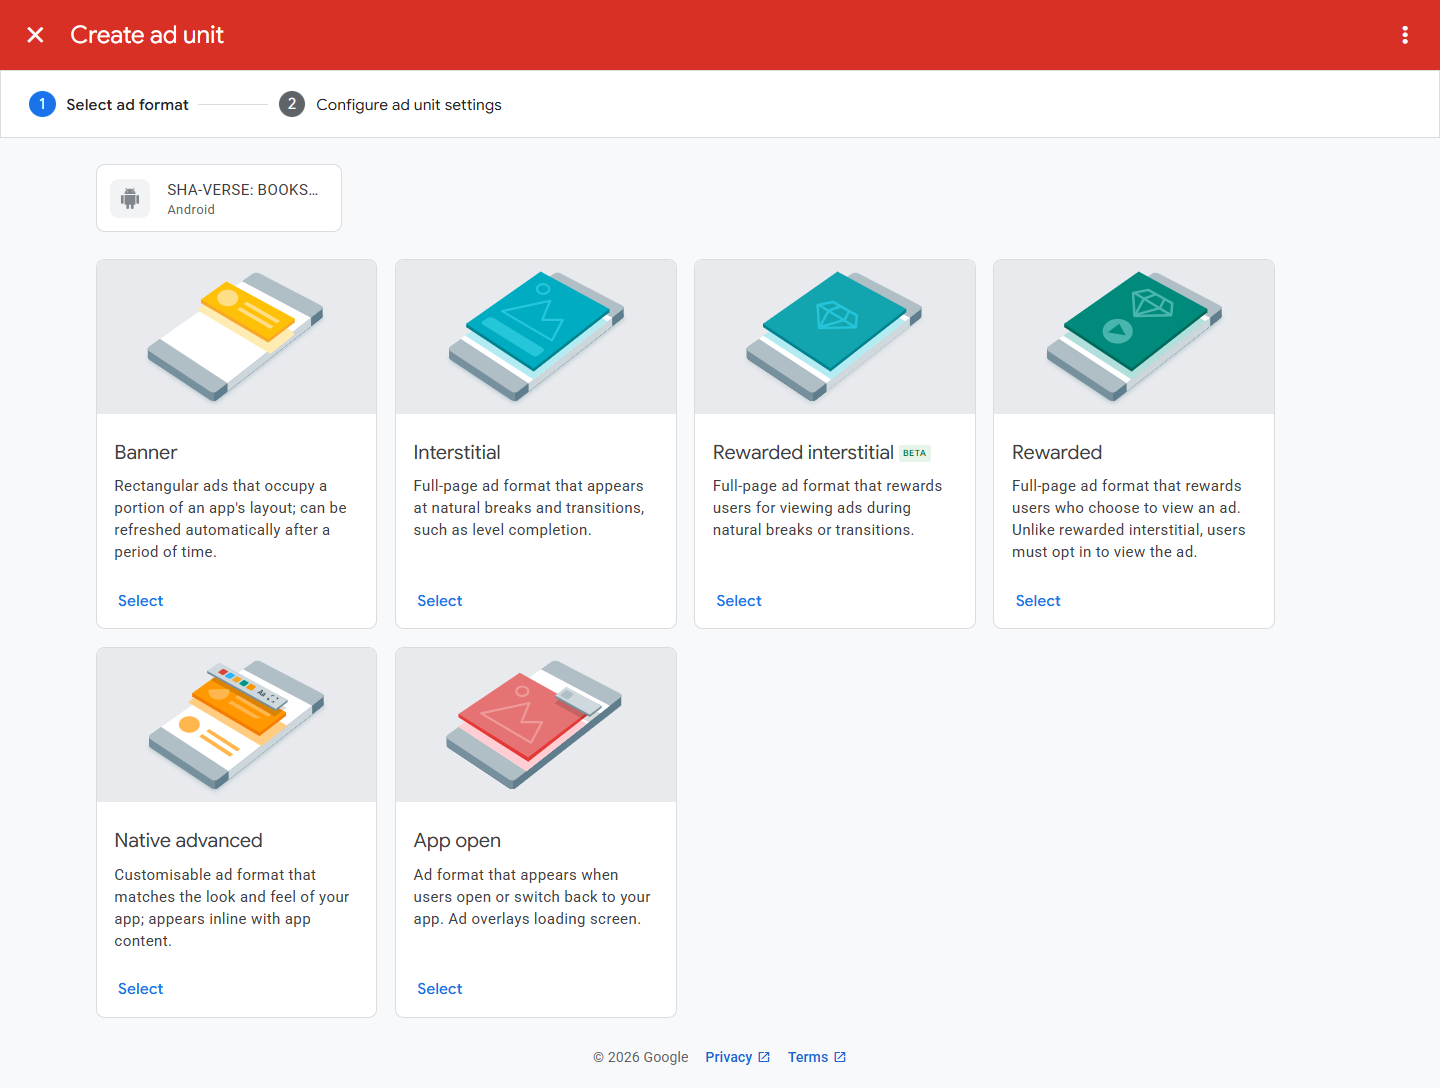 Create ad unit
1 Select ad format 2 Configure ad unit settings
SHA-VERSE: BOOKS...
Android
Banner
Rectangular ads that occupy a
portion of an app's layout; can be
refreshed automatically after a
period of time.
Select
Interstitial
Full-page ad format that appears
at natural breaks and transitions,
such as level completion.
Select
Rewarded interstitial BETA
Full-page ad format that rewards
users for viewing ads during
natural breaks or transitions.
Select
Rewarded
Full-page ad format that rewards
users who choose to view an ad.
Unlike rewarded interstitial, users
must opt in to view the ad.
Select
Aa
Native advanced
Customisable ad format that
matches the look and feel of your
app; appears inline with app
content.
Select
App open
Ad format that appears when
users open or switch back to your
app. Ad overlays loading screen.
Select
© 2026 Google Privacy Terms